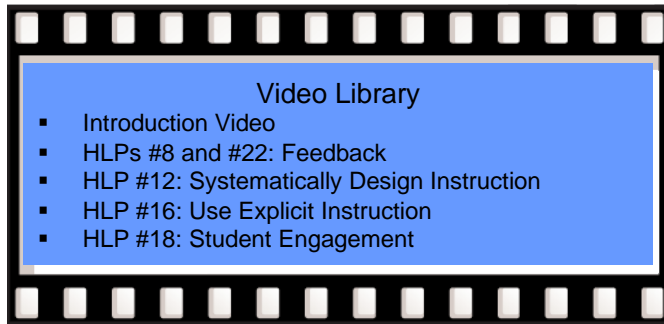 Video Library
▪ Introduction Video
▪ HLPs #8 and #22: Feedback
▪ HLP #12: Systematically Design Instruction
▪ HLP #16: Use Explicit Instruction
▪ HLP #18: Student Engagement